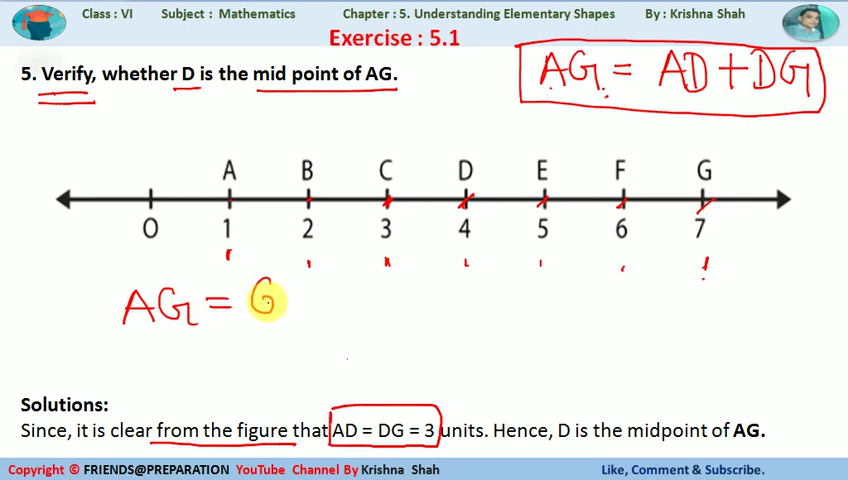 Class : VI Subject : Mathematics Chapter : 5. Understanding Elementary Shapes By : Krishna Shah
Exercise : 5.1
5. Verify, whether D is the mid point of AG.
AG = AD + DG
A B C D E F G
0 1 2 3 4 5 6 7
AG = 6
Solutions:
Since, it is clear from the figure that AD = DG = 3 units. Hence, D is the midpoint of AG.
Copyright © FRIENDS@PREPARATION YouTube Channel By Krishna Shah Like, Comment & Subscribe.